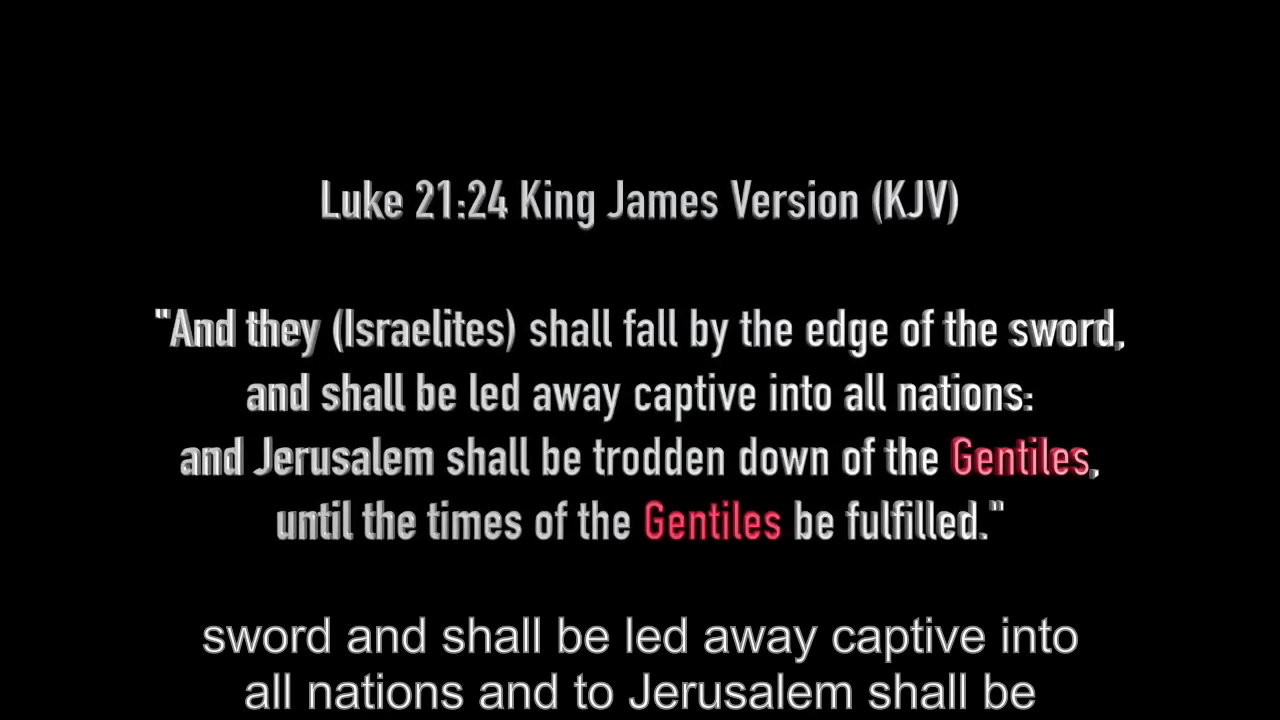 Luke 21:24 King James Version (KJV)
"And they (Israelites) shall fall by the edge of the sword,
and shall be led away captive into all nations:
and Jerusalem shall be trodden down of the Gentiles,
until the times of the Gentiles be fulfilled."
sword and shall be led away captive into
all nations and to Jerusalem shall be